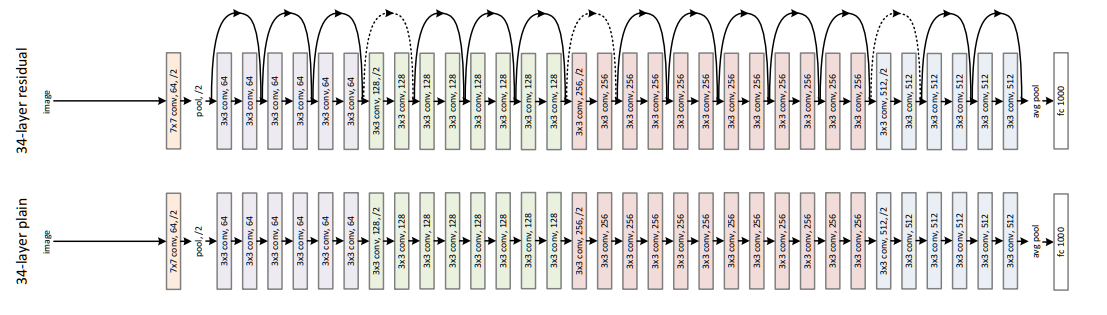 34-layer residual
image
7x7 conv, 64, /2
pool, /2
3x3 conv, 64
3x3 conv, 64
3x3 conv, 64
3x3 conv, 64
3x3 conv, 64
3x3 conv, 64
3x3 conv, 128, /2
3x3 conv, 128
3x3 conv, 128
3x3 conv, 128
3x3 conv, 128
3x3 conv, 128
3x3 conv, 128
3x3 conv, 128
3x3 conv, 256, /2
3x3 conv, 256
3x3 conv, 256
3x3 conv, 256
3x3 conv, 256
3x3 conv, 256
3x3 conv, 256
3x3 conv, 256
3x3 conv, 256
3x3 conv, 256
3x3 conv, 256
3x3 conv, 256
3x3 conv, 512, /2
3x3 conv, 512
3x3 conv, 512
3x3 conv, 512
3x3 conv, 512
3x3 conv, 512
avg pool
fc 1000
34-layer plain
image
7x7 conv, 64, /2
pool, /2
3x3 conv, 64
3x3 conv, 64
3x3 conv, 64
3x3 conv, 64
3x3 conv, 64
3x3 conv, 64
3x3 conv, 128, /2
3x3 conv, 128
3x3 conv, 128
3x3 conv, 128
3x3 conv, 128
3x3 conv, 128
3x3 conv, 128
3x3 conv, 128
3x3 conv, 256, /2
3x3 conv, 256
3x3 conv, 256
3x3 conv, 256
3x3 conv, 256
3x3 conv, 256
3x3 conv, 256
3x3 conv, 256
3x3 conv, 256
3x3 conv, 256
3x3 conv, 256
3x3 conv, 256
3x3 conv, 512, /2
3x3 conv, 512
3x3 conv, 512
3x3 conv, 512
3x3 conv, 512
3x3 conv, 512
avg pool
fc 1000